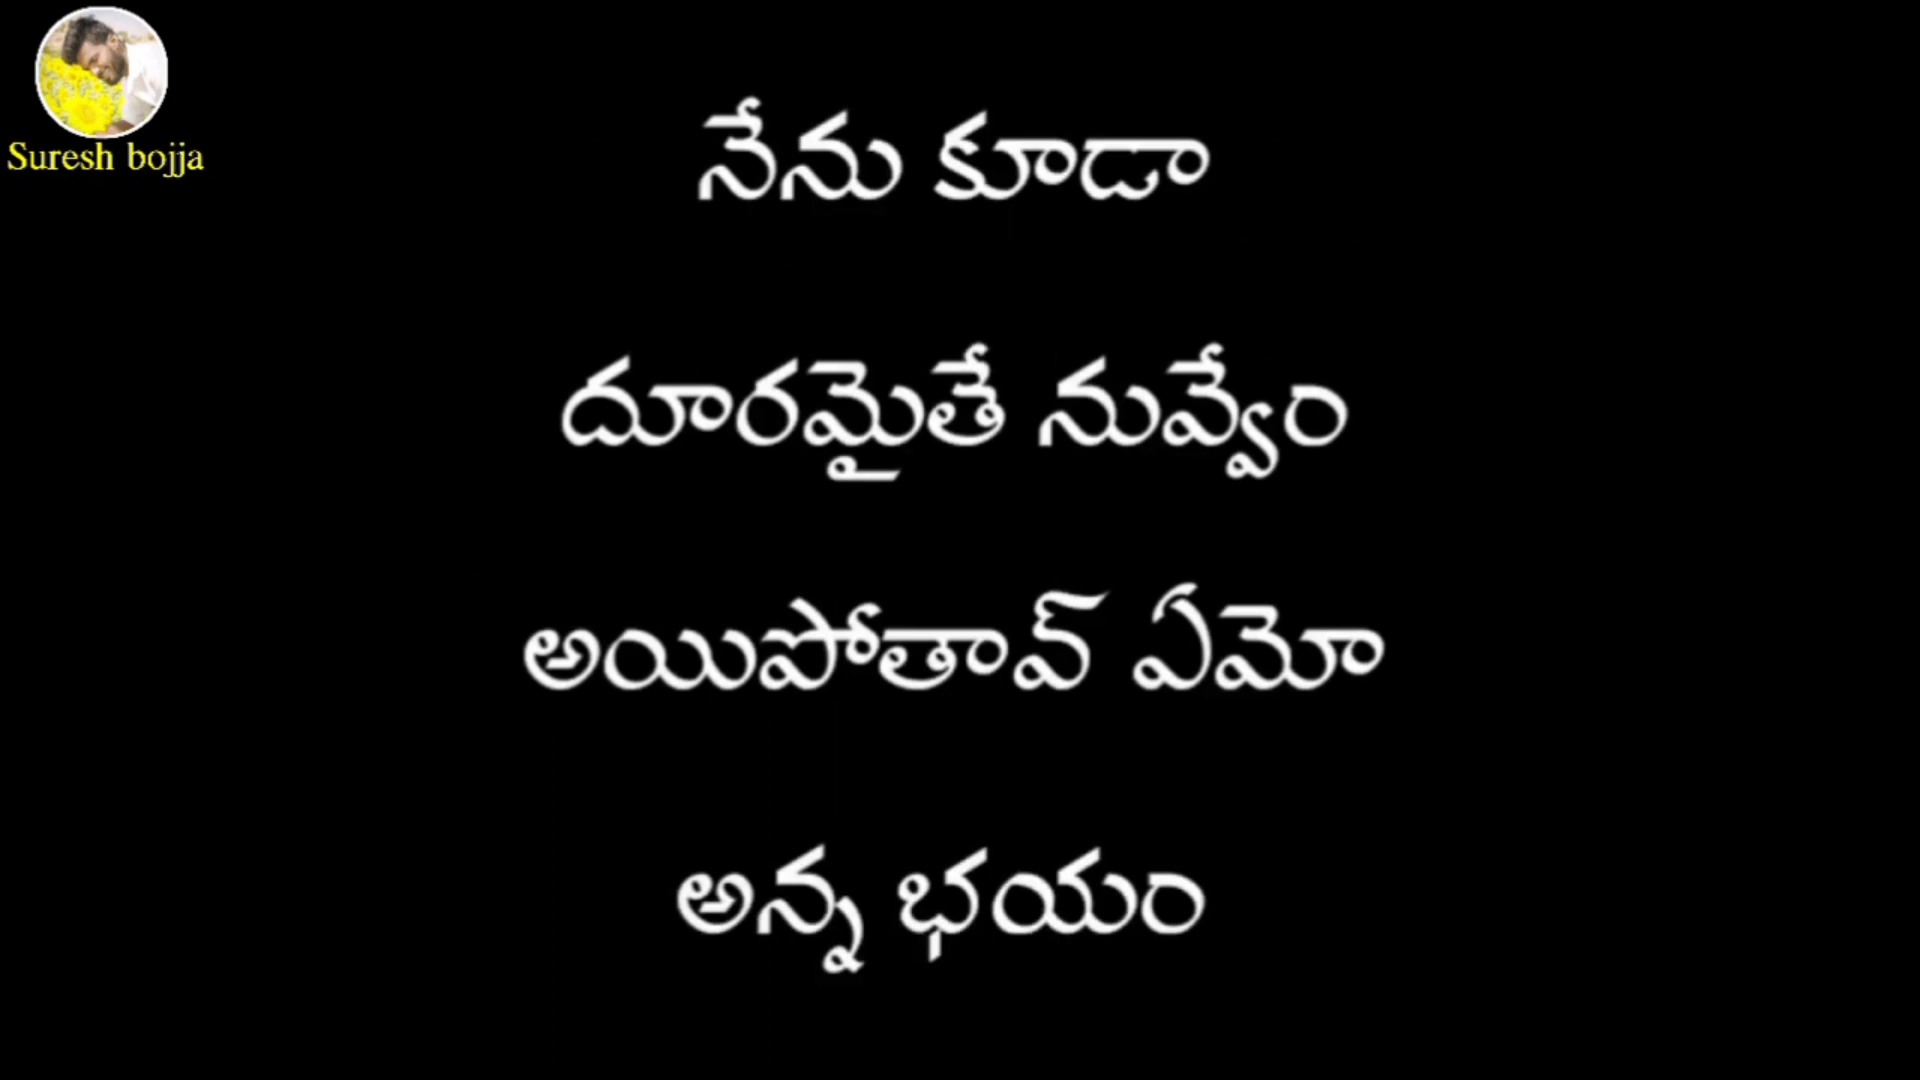 Suresh bojja
నేను కూడా
దూరమైతే నువ్వేం
అయిపోతావ్ ఏమో
అన్న భయం